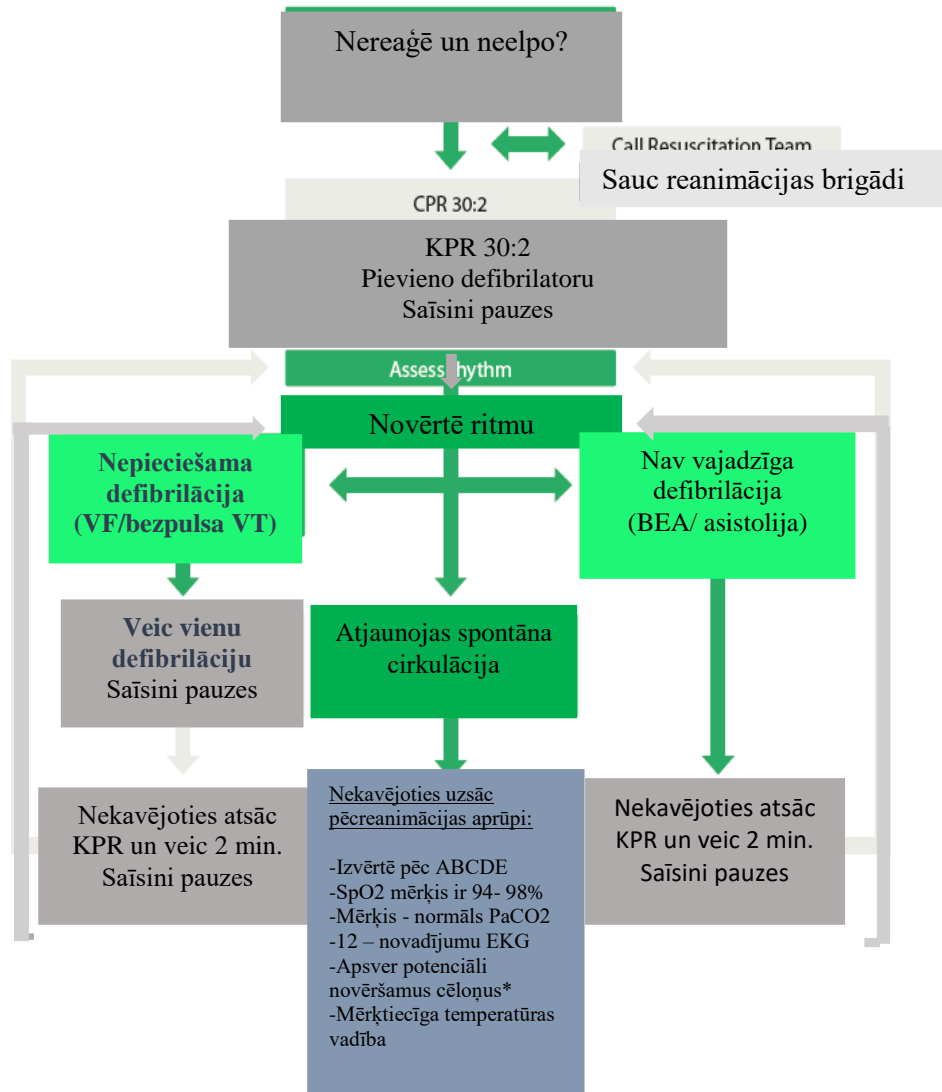 Nereaģē un neelpo?
Call Resuscitation Team
Sauc reanimācijas brigādi
CPR 30:2
KPR 30:2
Pievieno defibrilatoru
Saīsini pauzes
Assess rhythm
Novērtē ritmu
Nepieciešama
defibrilācija
(VF/bezpulsa VT)
Nav vajadzīga
defibrilācija
(BEA/ asistolija)
Veic vienu
defibrilāciju
Saīsini pauzes
Atjaunojas spontāna
cirkulācija
Nekavējoties atsāc
KPR un veic 2 min.
Saīsini pauzes
Nekavējoties uzsāc
pēcreanimācijas aprūpi:
-Izvērtē pēc ABCDE
-SpO2 mērķis ir 94- 98%
-Mērķis - normāls PaCO2
-12 – novadījumu EKG
-Apsver potenciāli
novēršamus cēloņus*
-Mērķtiecīga temperatūras
vadība
Nekavējoties atsāc
KPR un veic 2 min.
Saīsini pauzes